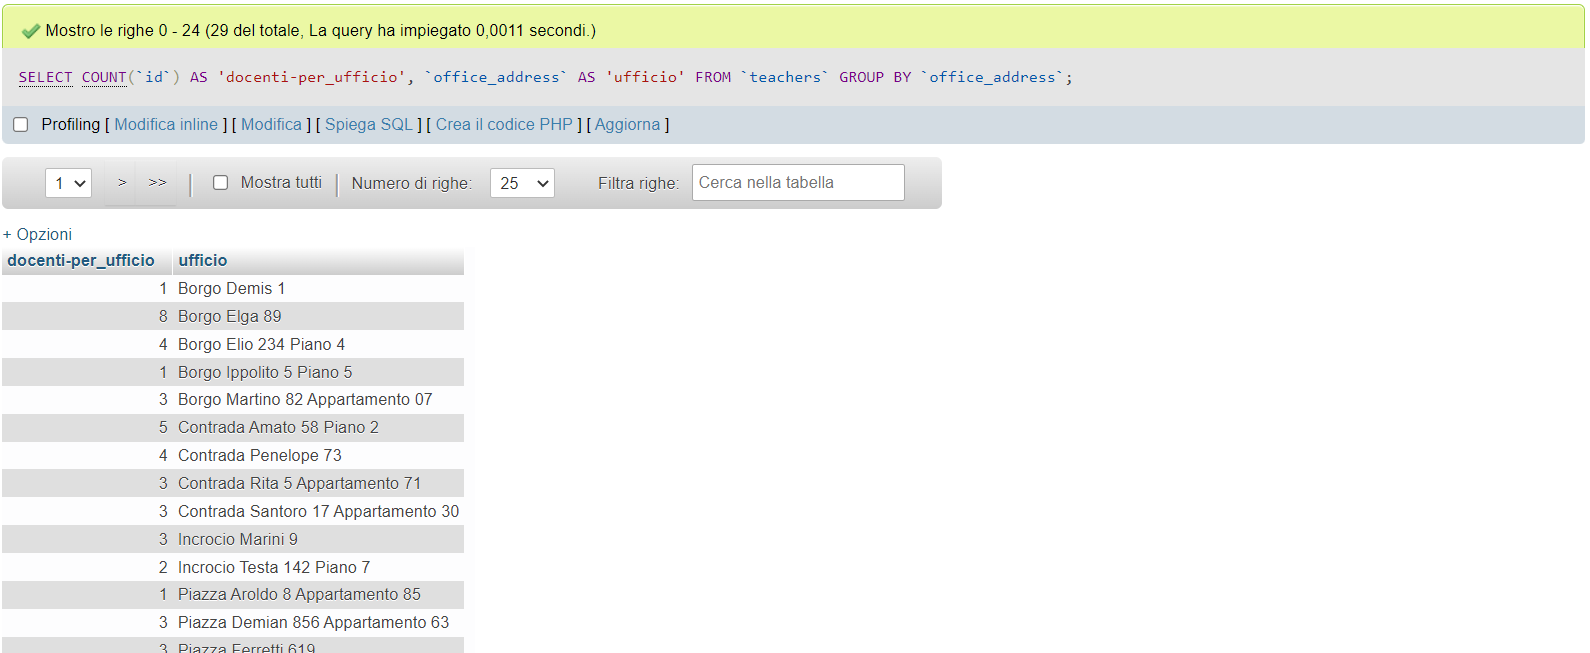 Mostro le righe 0 - 24 (29 del totale, La query ha impiegato 0,0011 secondi.)
SELECT COUNT(`id`) AS 'docenti-per_ufficio', `office_address` AS 'ufficio' FROM `teachers` GROUP BY `office_address`;
Profiling [ Modifica inline ] [ Modifica ] [ Spiega SQL ] [ Crea il codice PHP ] [ Aggiorna ]
1 > >> | Mostra tutti | Numero di righe: 25 Filtra righe: Cerca nella tabella
+ Opzioni
docenti-per_ufficio ufficio
1 Borgo Demis 1
8 Borgo Elga 89
4 Borgo Elio 234 Piano 4
1 Borgo Ippolito 5 Piano 5
3 Borgo Martino 82 Appartamento 07
5 Contrada Amato 58 Piano 2
4 Contrada Penelope 73
3 Contrada Rita 5 Appartamento 71
3 Contrada Santoro 17 Appartamento 30
3 Incrocio Marini 9
2 Incrocio Testa 142 Piano 7
1 Piazza Aroldo 8 Appartamento 85
3 Piazza Demian 856 Appartamento 63
3 Piazza Ferretti 619